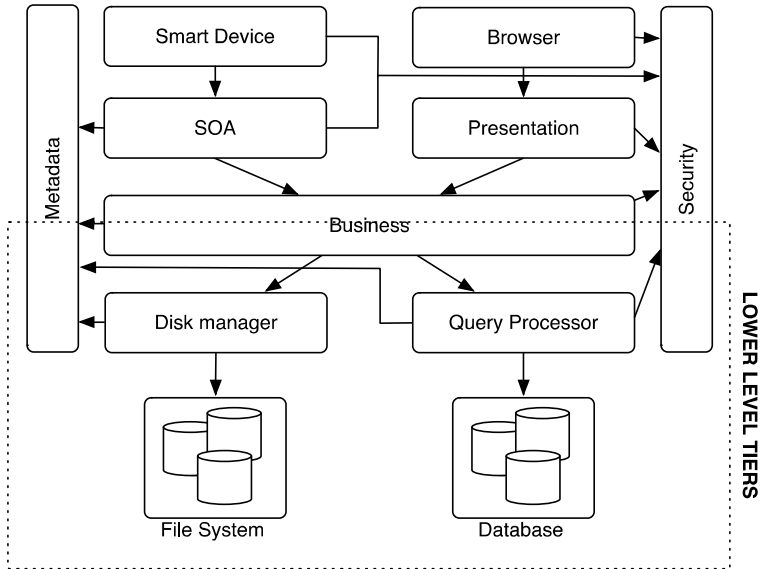 Smart Device
Browser
SOA
Presentation
Metadata
Security
Business
Disk manager
Query Processor
LOWER LEVEL TIERS
File System
Database